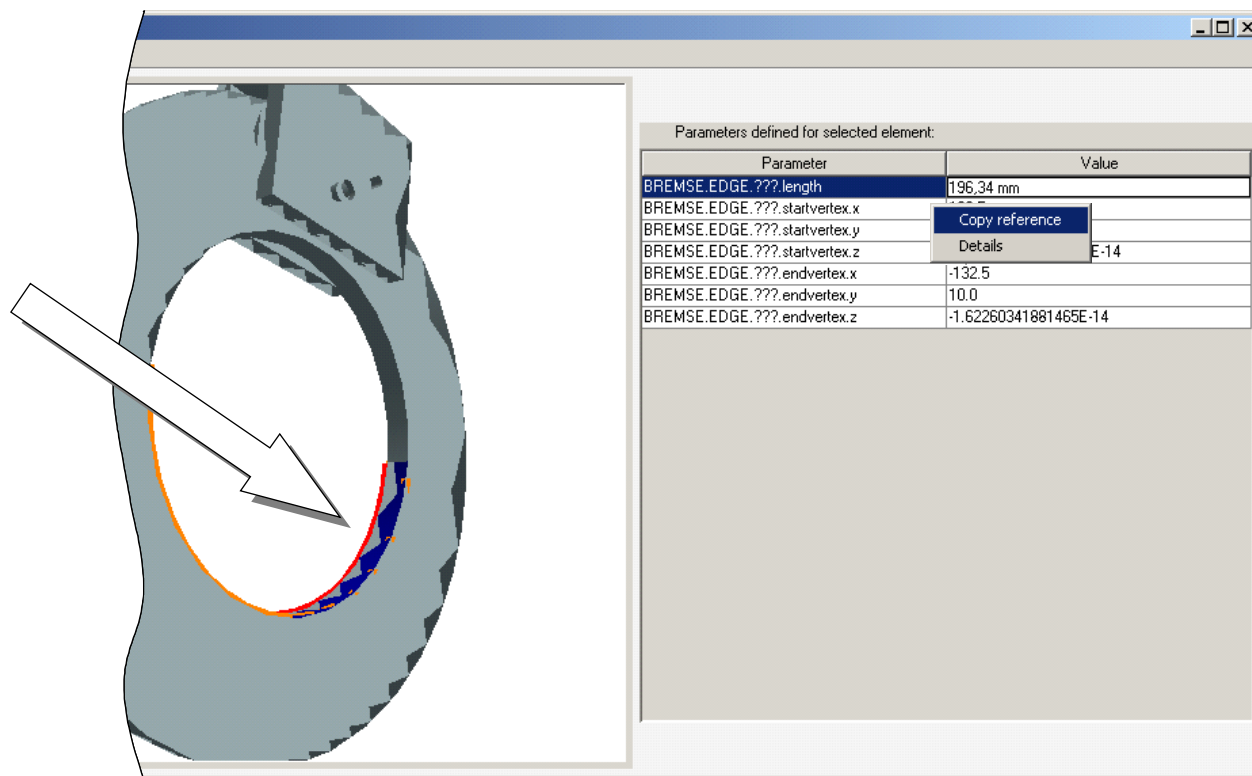 Parameters defined for selected element:
Parameter Value
BREMSE.EDGE.???.length 196,34 mm
BREMSE.EDGE.???.startvertex.x
Copy reference
BREMSE.EDGE.???.startvertex.y
Details
BREMSE.EDGE.???.startvertex.z E-14
BREMSE.EDGE.???.endvertex.x -132.5
BREMSE.EDGE.???.endvertex.y 10.0
BREMSE.EDGE.???.endvertex.z -1.62260341881465E-14